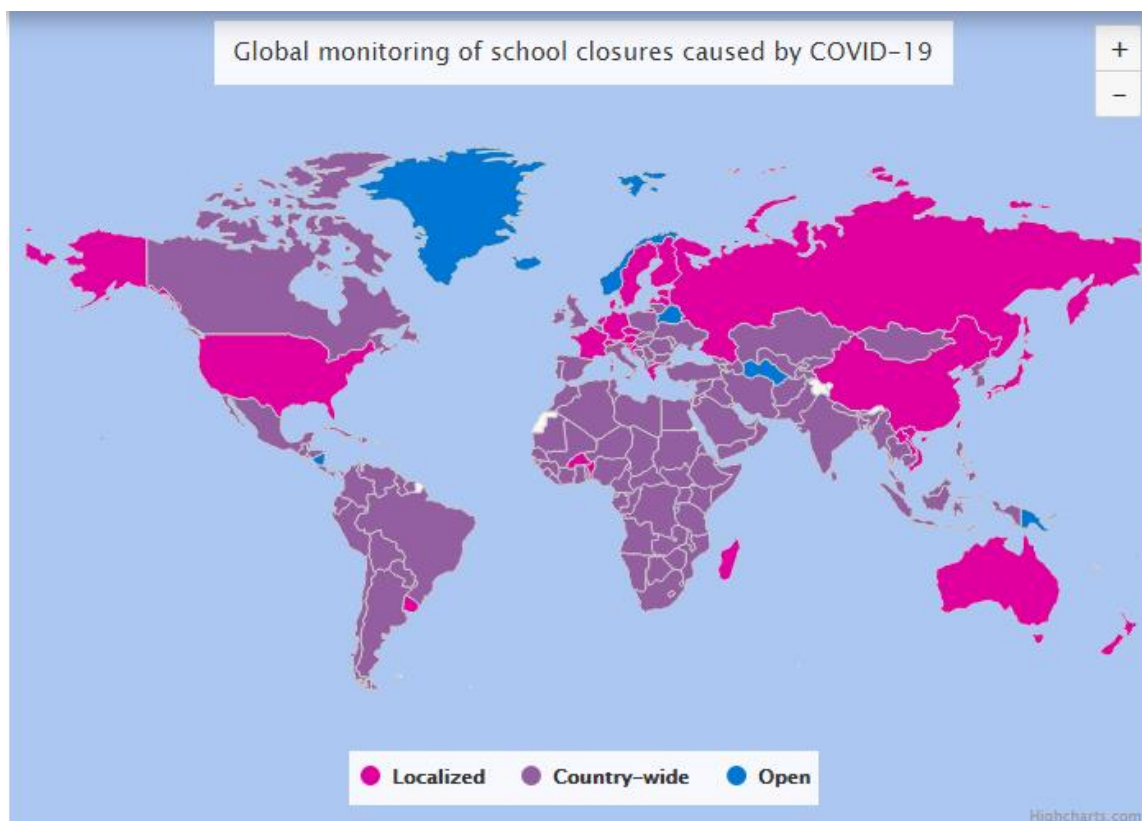 Global monitoring of school closures caused by COVID-19
+
−
Localized
Country-wide
Open
Highcharts.com